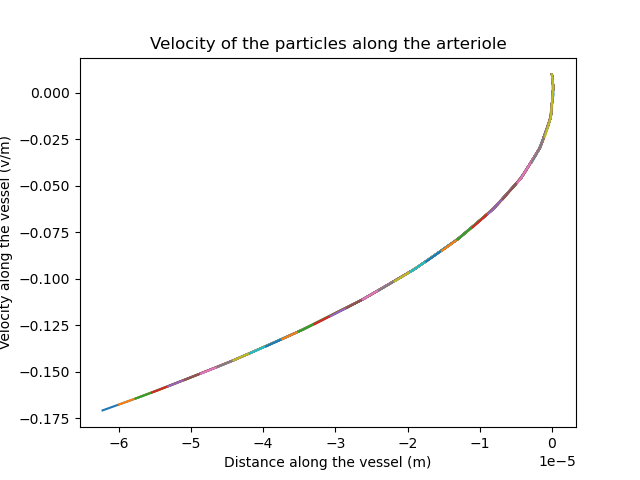 Velocity of the particles along the arteriole
Velocity along the vessel (v/m)
0.000
−0.025
−0.050
−0.075
−0.100
−0.125
−0.150
−0.175
−6 −5 −4 −3 −2 −1 0
1e−5
Distance along the vessel (m)